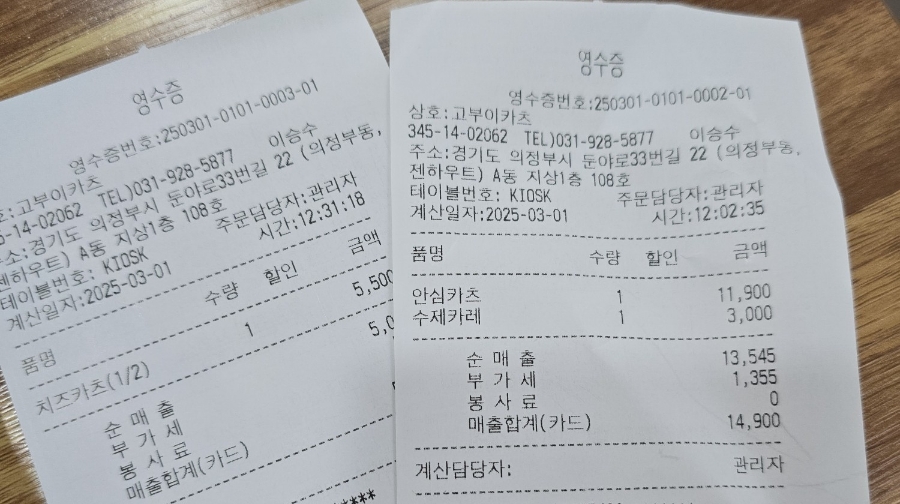 영수증
영수증번호:250301-0101-0003-01
고부이카츠
-14-02062 TEL)031-928-5877 이승수
경기도 의정부시 둔야로33번길 22 (의정부동,
젠하우트) A동 지상1층 108호
테이블번호: KIOSK 주문담당자:관리자
계산일자:2025-03-01 시간:12:31:18
품명 수량 할인 금액
치즈카츠(1/2) 1 5,500
순 매 출 5,0
부 가 세
봉 사 료
매출합계(카드)
영수증
영수증번호:250301-0101-0002-01
상호:고부이카츠
345-14-02062 TEL)031-928-5877 이승수
주소:경기도 의정부시 둔야로33번길 22 (의정부동,
젠하우트) A동 지상1층 108호
테이블번호: KIOSK 주문담당자:관리자
계산일자:2025-03-01 시간:12:02:35
품명 수량 할인 금액
안심카츠 1 11,900
수제카레 1 3,000
순 매 출 13,545
부 가 세 1,355
봉 사 료 0
매출합계(카드) 14,900
계산담당자: 관리자